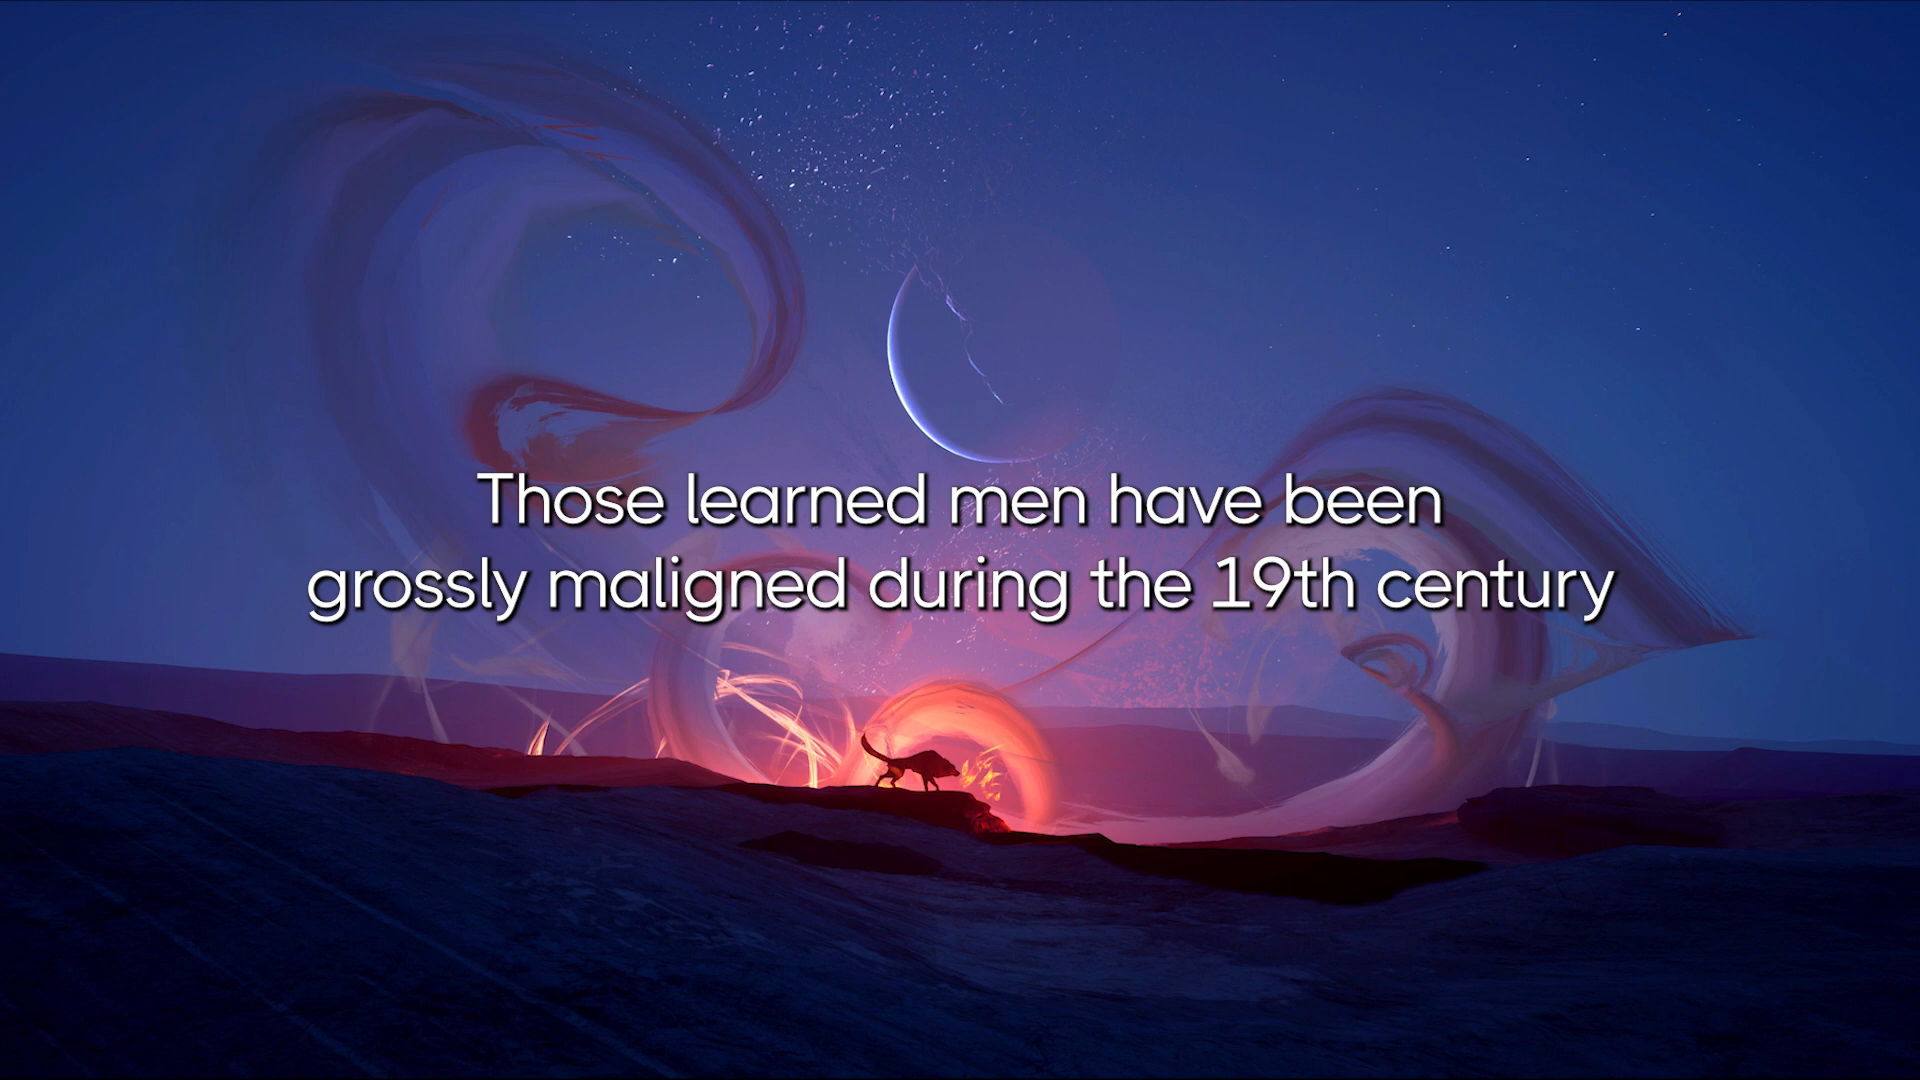 Those learned men have been
grossly maligned during the 19th century